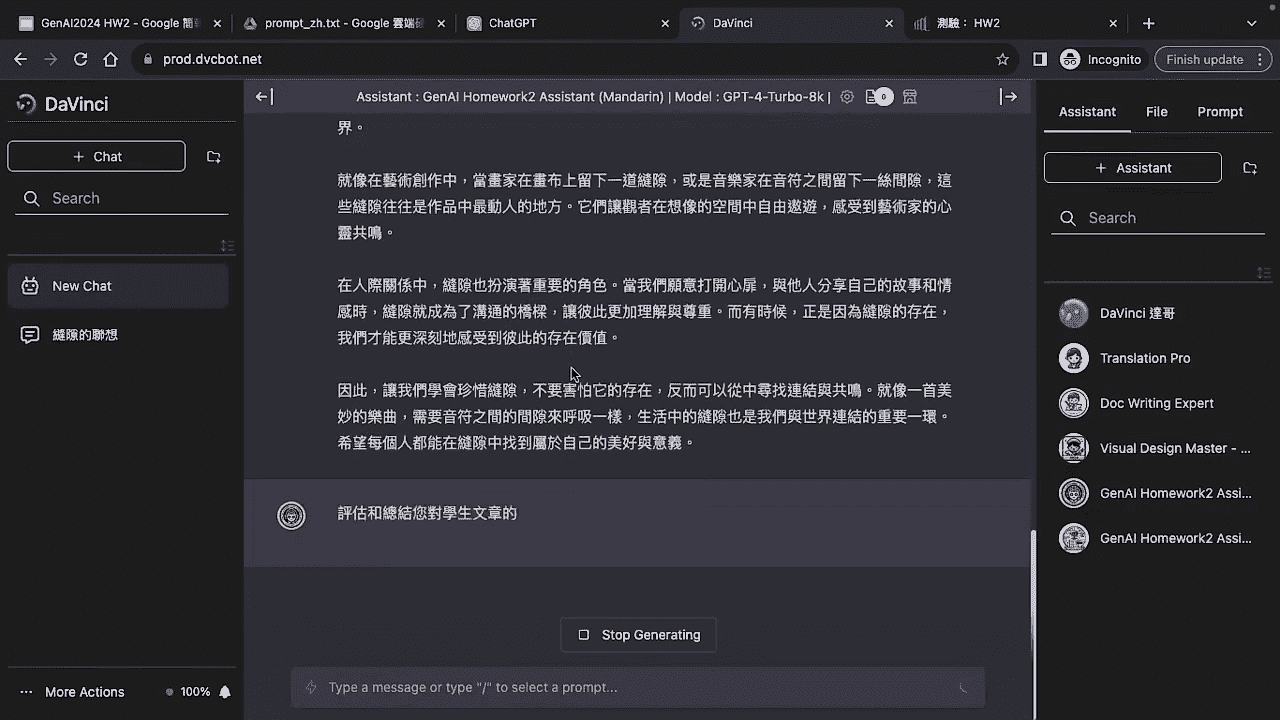 GenAI2024 HW2 - Google 簡
prompt_zh.txt - Google 雲端硬
ChatGPT
DaVinci
測驗： HW2
prod.dvcbot.net
Incognito
Finish update
DaVinci
+ Chat
Search
New Chat
縫隙的聯想
More Actions
100%
Assistant : GenAI Homework2 Assistant (Mandarin) | Model : GPT-4-Turbo-8k |
0
界。
就像在藝術創作中，當畫家在畫布上留下一道縫隙，或是音樂家在音符之間留下一絲間隙，這
些縫隙往往是作品中最動人的地方。它們讓觀者在想像的空間中自由遨遊，感受到藝術家的心
靈共鳴。
在人際關係中，縫隙也扮演著重要的角色。當我們願意打開心扉，與他人分享自己的故事和情
感時，縫隙就成為了溝通的橋樑，讓彼此更加理解與尊重。而有時候，正是因為縫隙的存在，
我們才能更深刻地感受到彼此的存在價值。
因此，讓我們學會珍惜縫隙，不要害怕它的存在，反而可以從中尋找連結與共鳴。就像一首美
妙的樂曲，需要音符之間的間隙來呼吸一樣，生活中的縫隙也是我們與世界連結的重要一環。
希望每個人都能在縫隙中找到屬於自己的美好與意義。
評估和總結您對學生文章的
Stop Generating
Type a message or type "/" to select a prompt...
Assistant
File
Prompt
+ Assistant
Search
DaVinci 達哥
Translation Pro
Doc Writing Expert
Visual Design Master - ...
GenAI Homework2 Assi...
GenAI Homework2 Assi...